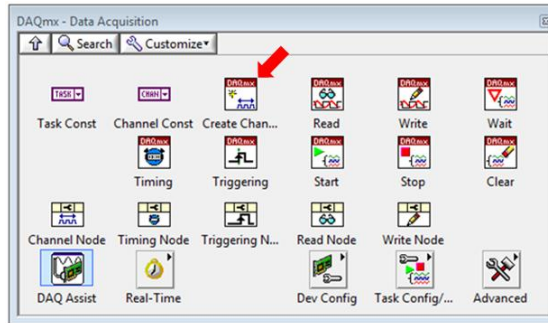 DAQmx - Data Acquisition
Search Customize
TASK CHAN DAQmx DAQmx DAQmx DAQmx
Task Const Channel Const Create Chan... Read Write Wait
DAQmx DAQmx DAQmx DAQmx DAQmx
Timing Triggering Start Stop Clear
Channel Node Timing Node Triggering N... Read Node Write Node
DAQ Assist Real-Time Dev Config Task Config/... Advanced